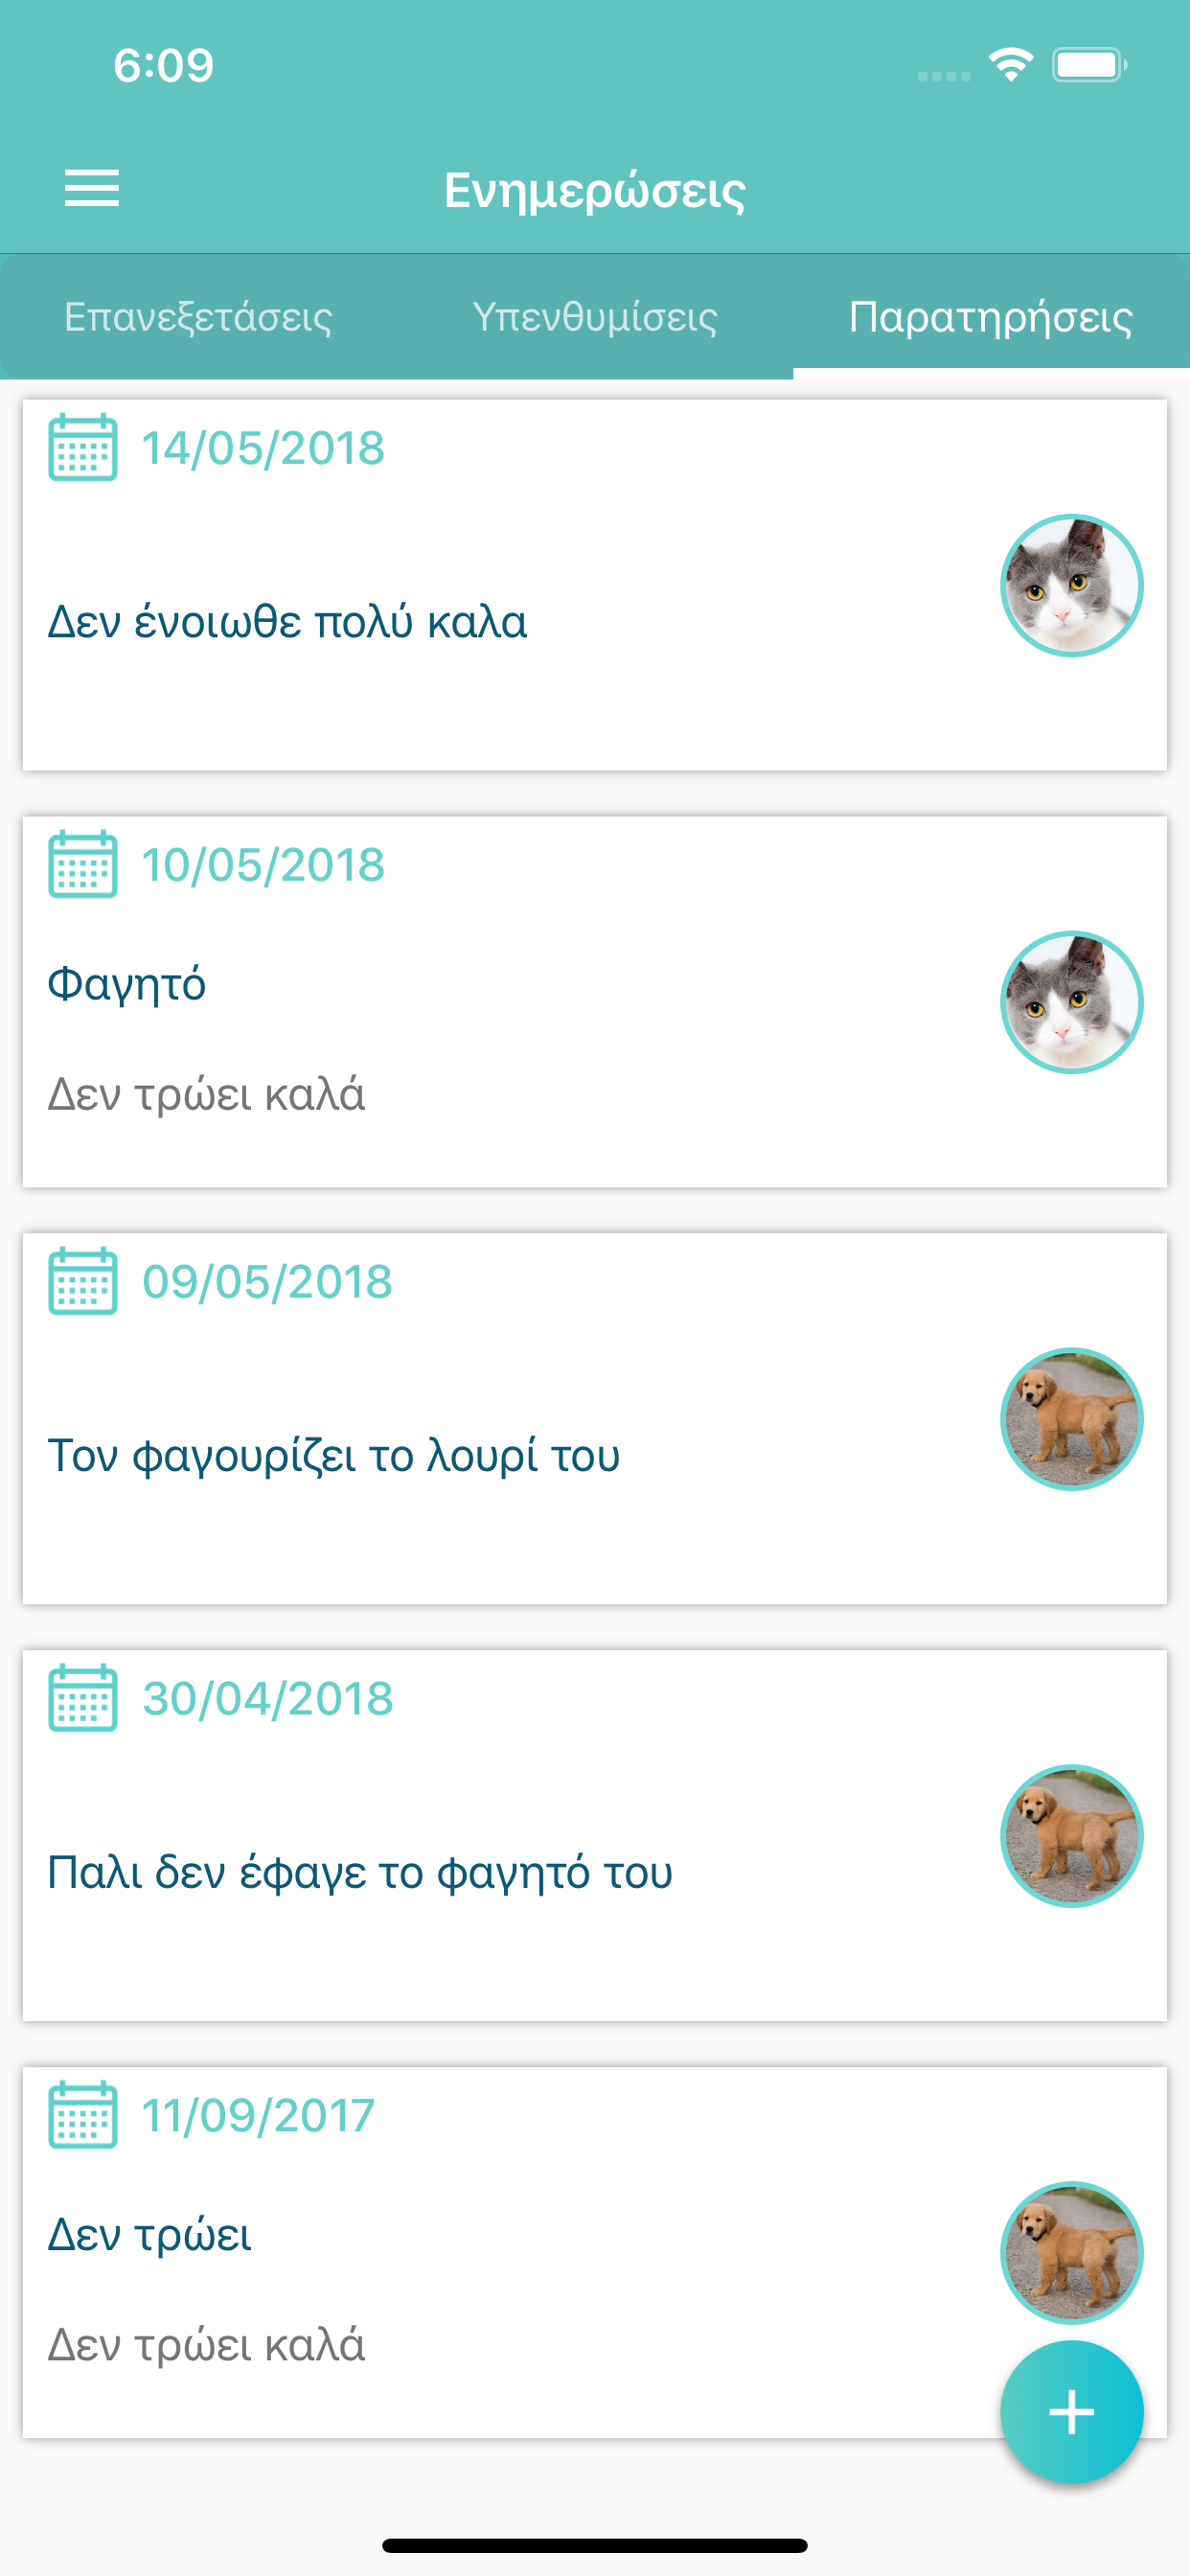 6:09
Ενημερώσεις
Επανεξετάσεις Υπενθυμίσεις Παρατηρήσεις
14/05/2018
Δεν ένοιωθε πολύ καλα
10/05/2018
Φαγητό
Δεν τρώει καλά
09/05/2018
Τον φαγουρίζει το λουρί του
30/04/2018
Παλι δεν έφαγε το φαγητό του
11/09/2017
Δεν τρώει
Δεν τρώει καλά